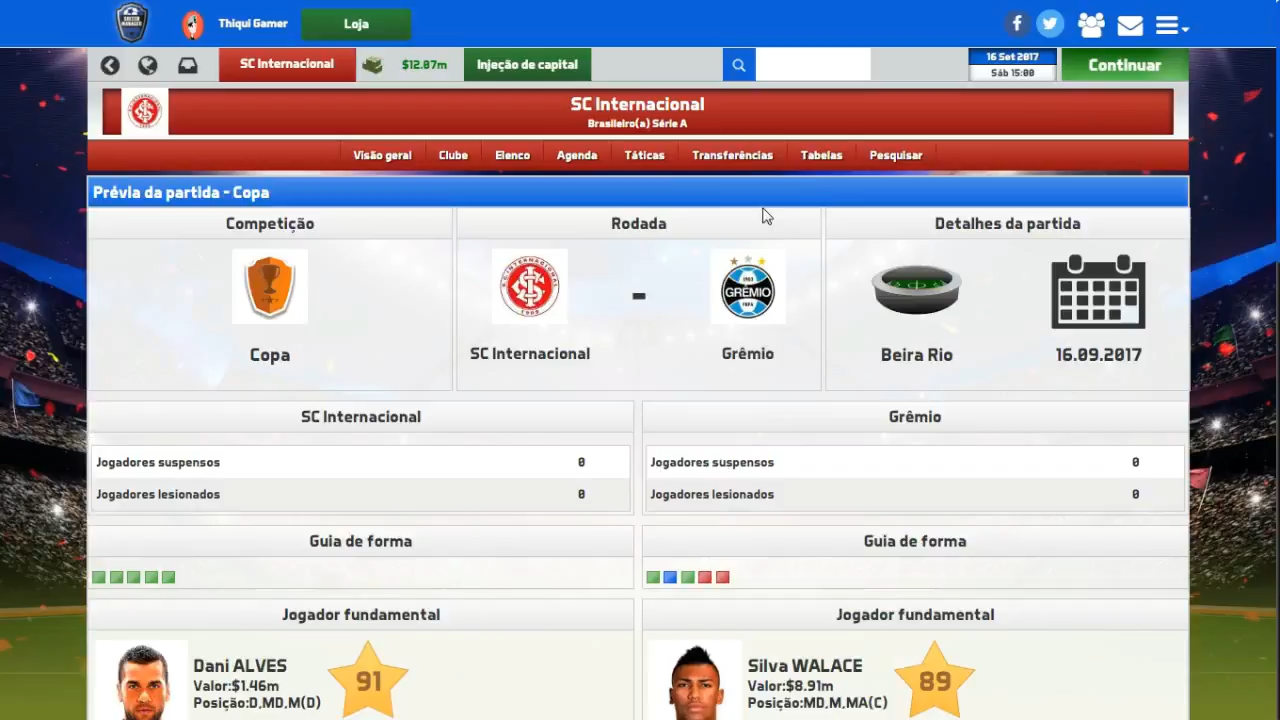 Thiqui Gamer
Loja
SC Internacional
$12.07m
Injeção de capital
16 Set 2017
Sáb 15:00
Continuar
SC Internacional
Brasileiro(a) Série A
Visão geral
Clube
Elenco
Agenda
Táticas
Transferências
Tabelas
Pesquisar
Prévia da partida - Copa
Competição
Rodada
Detalhes da partida
GRÊMIO
-
Copa
SC Internacional
Grêmio
Beira Rio
16.09.2017
SC Internacional
Grêmio
Jogadores suspensos 0
Jogadores suspensos 0
Jogadores lesionados 0
Jogadores lesionados 0
Guia de forma
Guia de forma
Jogador fundamental
Jogador fundamental
Dani ALVES
Valor:$1.46m
Posição:D,MD,M(D)
91
Silva WALACE
Valor:$8.91m
Posição:MD,M,MA(C)
89